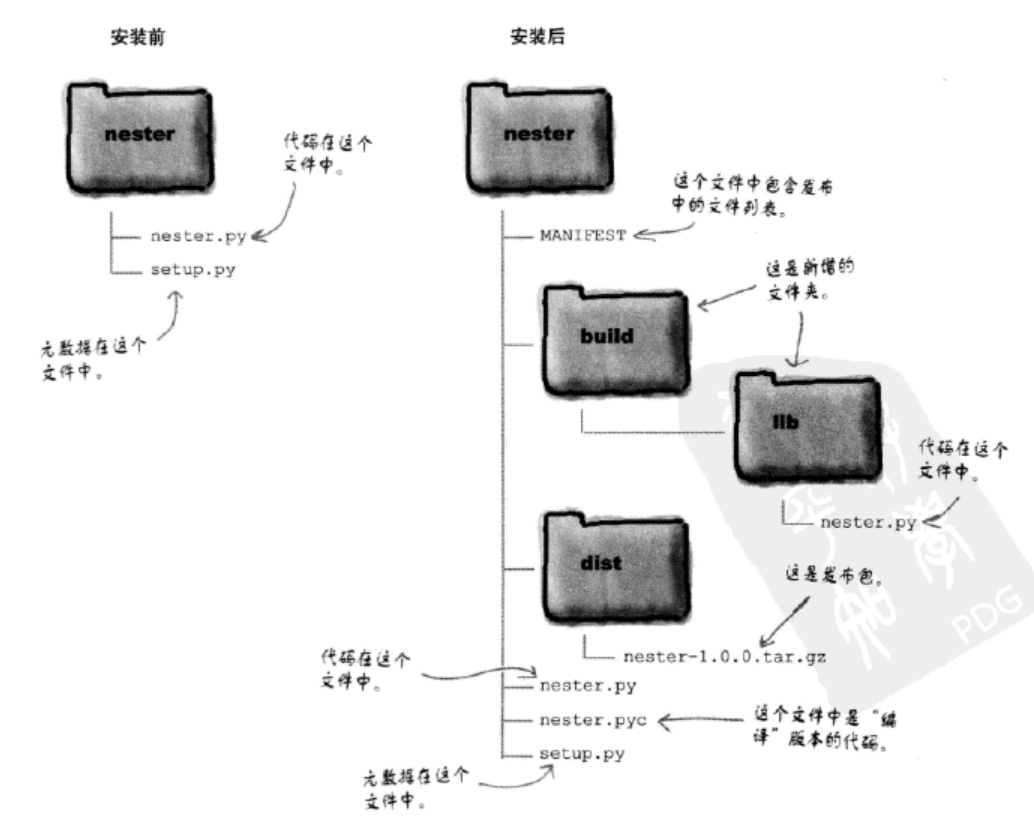 安装前
nester
代码在这个
文件中。
nester.py
setup.py
元数据在这个
文件中。
安装后
nester
这个文件中包含发布
中的文件列表。
MANIFEST
这是新增的
文件夹。
build
lib
代码在这个
文件中。
nester.py
dist
这是发布包。
nester-1.0.0.tar.gz
代码在这个
文件中。
nester.py
nester.pyc
这个文件中是“编
译”版本的代码。
setup.py
元数据在这个
文件中。
PDG